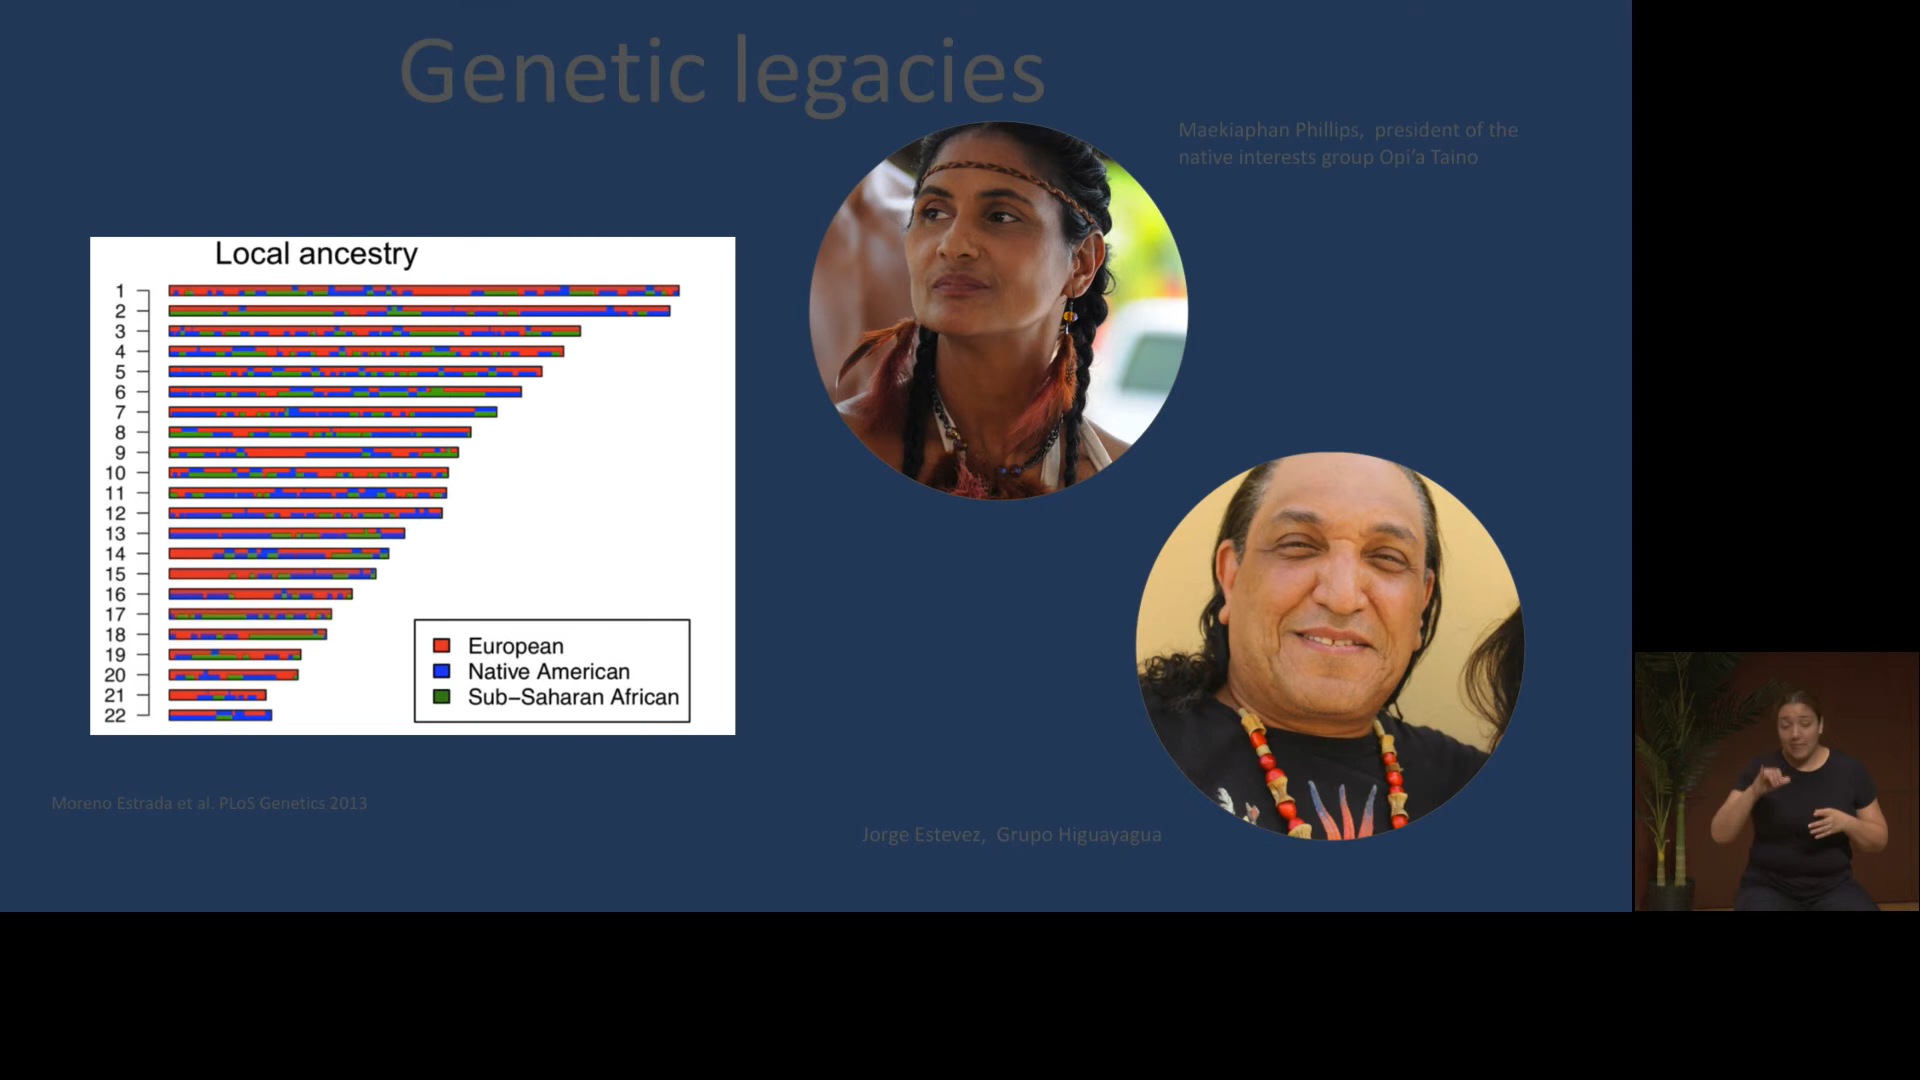 Genetic legacies
Maekiaphan Phillips, president of the
native interests group Opi’a Taino
Local ancestry
1
2
3
4
5
6
7
8
9
10
11
12
13
14
15
16
17
18
19
20
21
22
European
Native American
Sub−Saharan African
Moreno Estrada et al. PLoS Genetics 2013
Jorge Estevez, Grupo Higuayagua